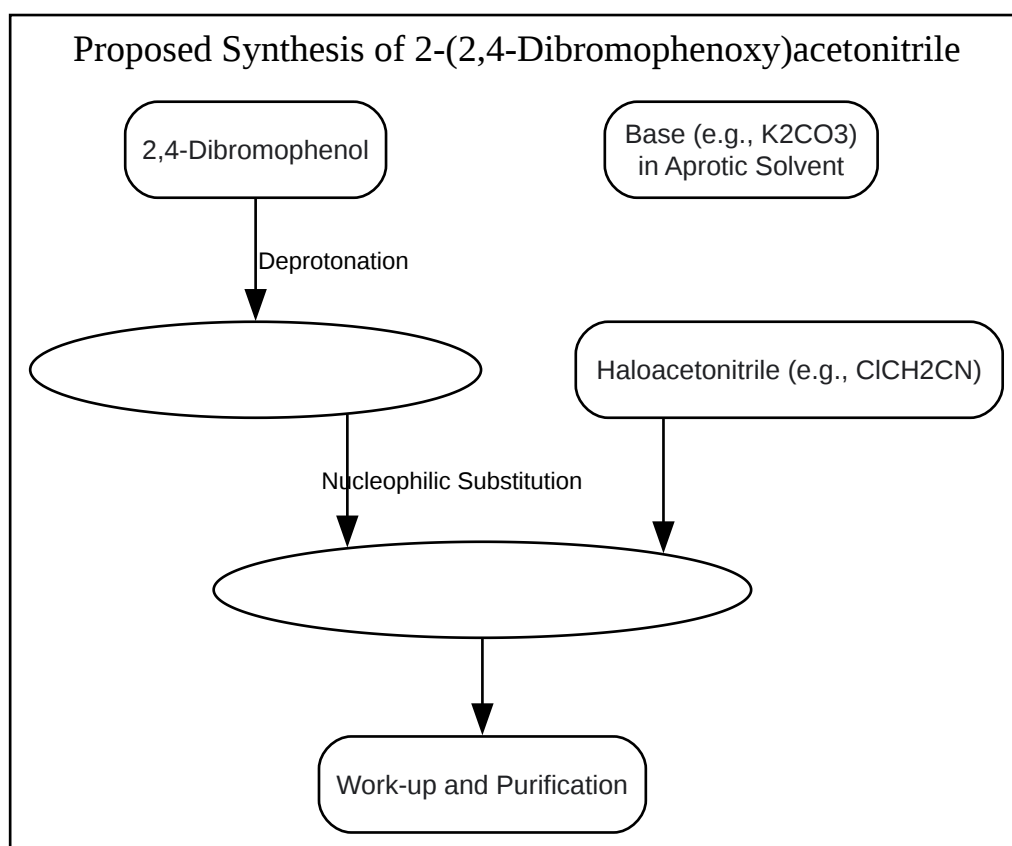 Proposed Synthesis of 2-(2,4-Dibromophenoxy)acetonitrile
2,4-Dibromophenol
Base (e.g., K2CO3)
in Aprotic Solvent
Deprotonation
Haloacetonitrile (e.g., ClCH2CN)
Nucleophilic Substitution
Work-up and Purification